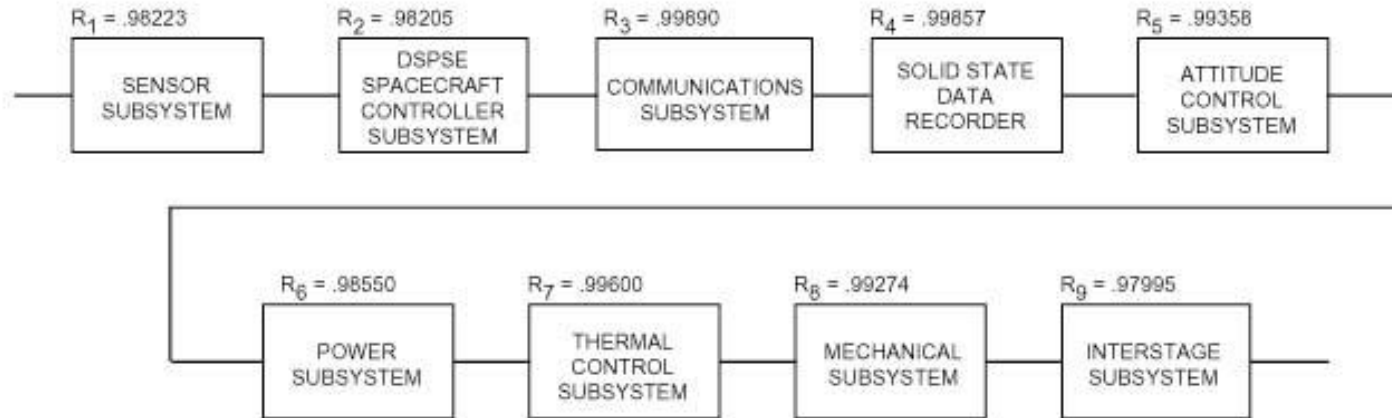 R1 = .98223
SENSOR
SUBSYSTEM
R2 = .98205
DSPSE
SPACECRAFT
CONTROLLER
SUBSYSTEM
R3 = .99890
COMMUNICATIONS
SUBSYSTEM
R4 = .99857
SOLID STATE
DATA
RECORDER
R5 = .99358
ATTITUDE
CONTROL
SUBSYSTEM
R6 = .98550
POWER
SUBSYSTEM
R7 = .99600
THERMAL
CONTROL
SUBSYSTEM
R8 = .99274
MECHANICAL
SUBSYSTEM
R9 = .97995
INTERSTAGE
SUBSYSTEM